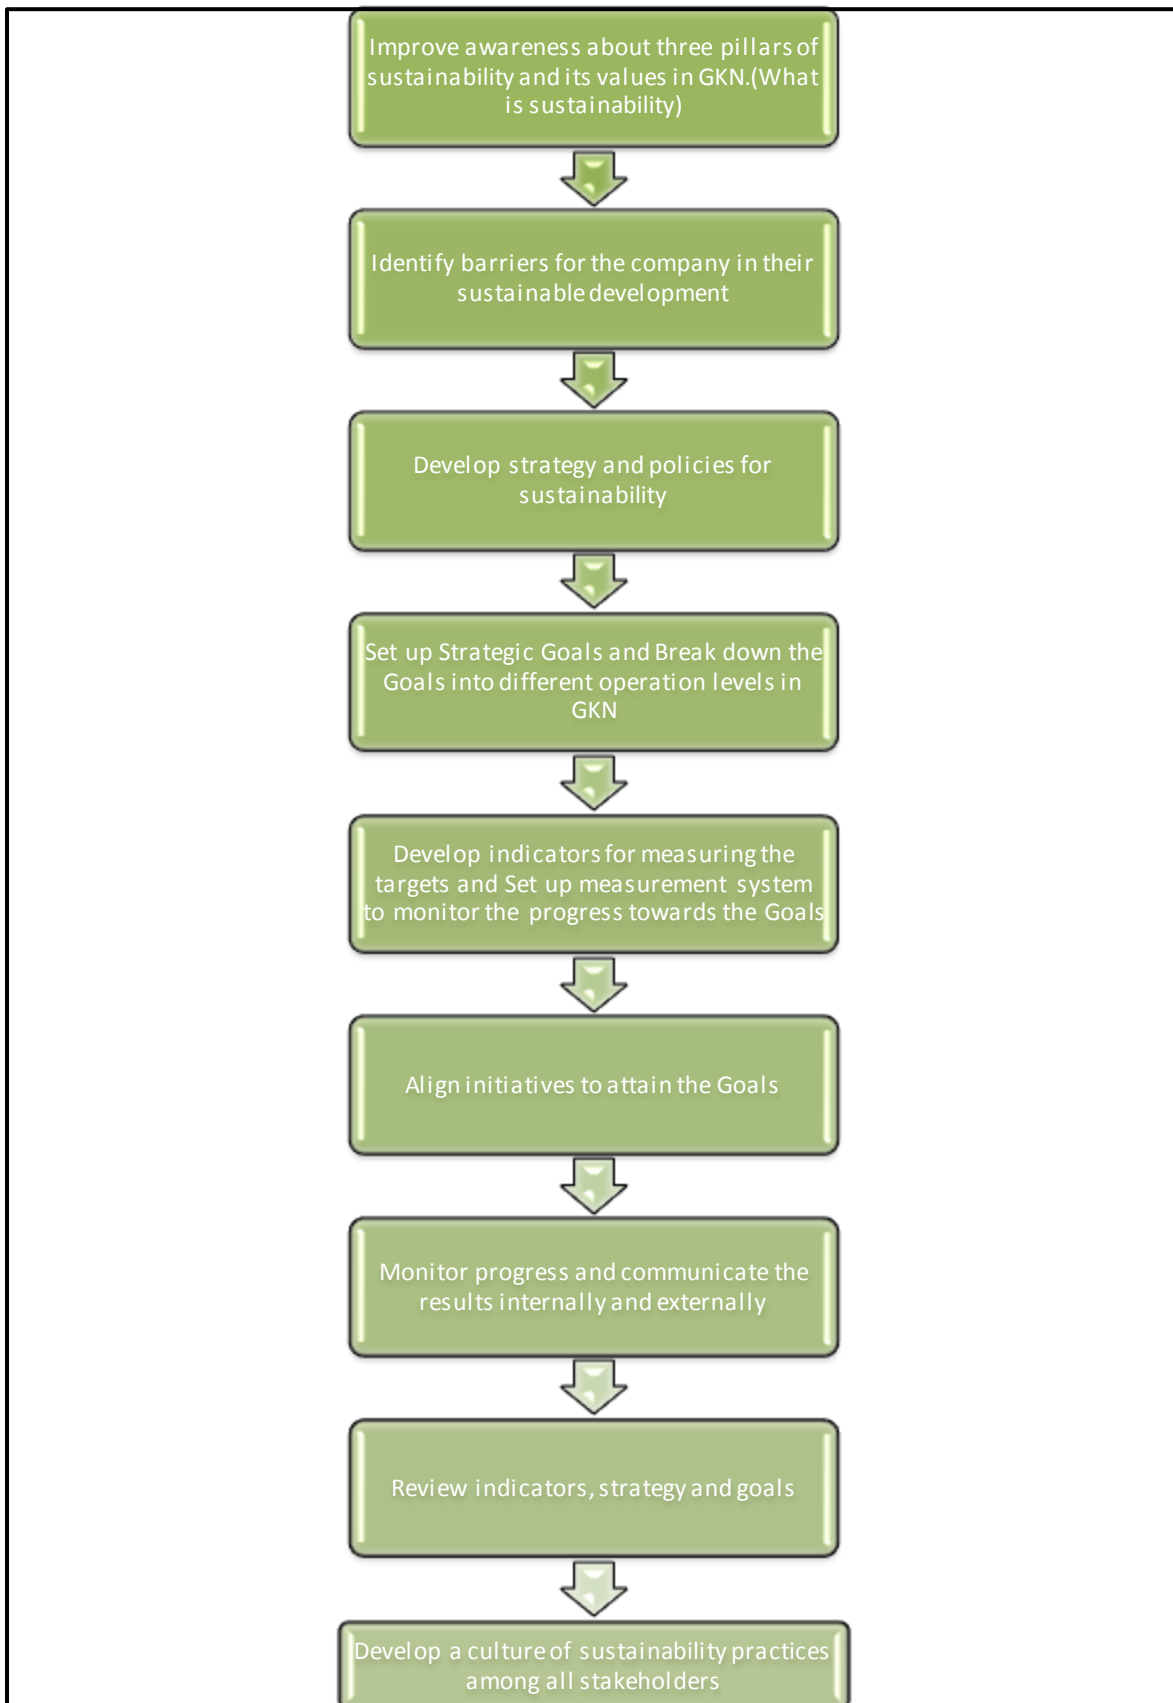 Improve awareness about three pillars of
sustainability and its values in GKN.(What
is sustainability)
Identify barriers for the company in their
sustainable development
Develop strategy and policies for
sustainability
Set up Strategic Goals and Break down the
Goals into different operation levels in
GKN
Develop indicators for measuring the
targets and Set up measurement system
to monitor the progress towards the Goals
Align initiatives to attain the Goals
Monitor progress and communicate the
results internally and externally
Review indicators, strategy and goals
Develop a culture of sustainability practices
among all stakeholders